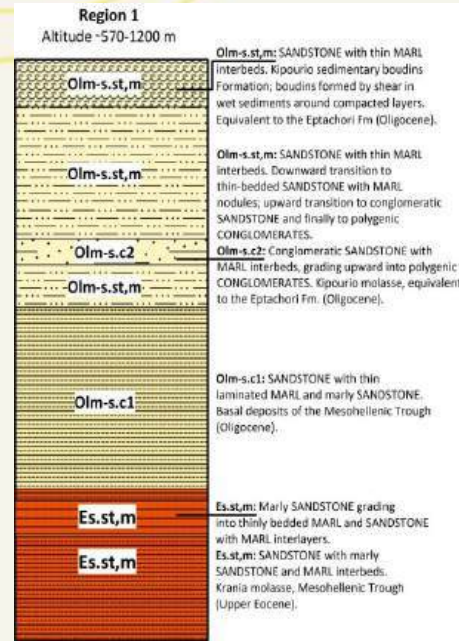 Region 1
Altitude ~570-1200 m
Olm-s.st,m
Olm-s.st,m
Olm-s.c2
Olm-s.st,m
Olm-s.c1
Es.st,m
Es.st,m
Olm-s.st,m: SANDSTONE with thin MARL
interbeds. Kipourio sedimentary boudins
Formation; boudins formed by shear in
wet sediments around compacted layers.
Equivalent to the Eptachori Fm (Oligocene).
Olm-s.st,m: SANDSTONE with thin MARL
interbeds. Downward transition to
thin-bedded SANDSTONE with MARL
nodules; upward transition to conglomeratic
SANDSTONE and finally to polygenic
CONGLOMERATES.
Olm-s.c2: Conglomeratic SANDSTONE with
MARL interbeds, grading upward into polygenic
CONGLOMERATES. Kipourio molasse, equivalent
to the Eptachori Fm. (Oligocene).
Olm-s.c1: SANDSTONE with thin
laminated MARL and marly SANDSTONE.
Basal deposits of the Mesohellenic Trough
(Oligocene).
Es.st,m: Marly SANDSTONE grading
into thinly bedded MARL and SANDSTONE
with MARL interlayers.
Es.st,m: SANDSTONE with marly
SANDSTONE and MARL interbeds.
Krania molasse, Mesohellenic Trough
(Upper Eocene).